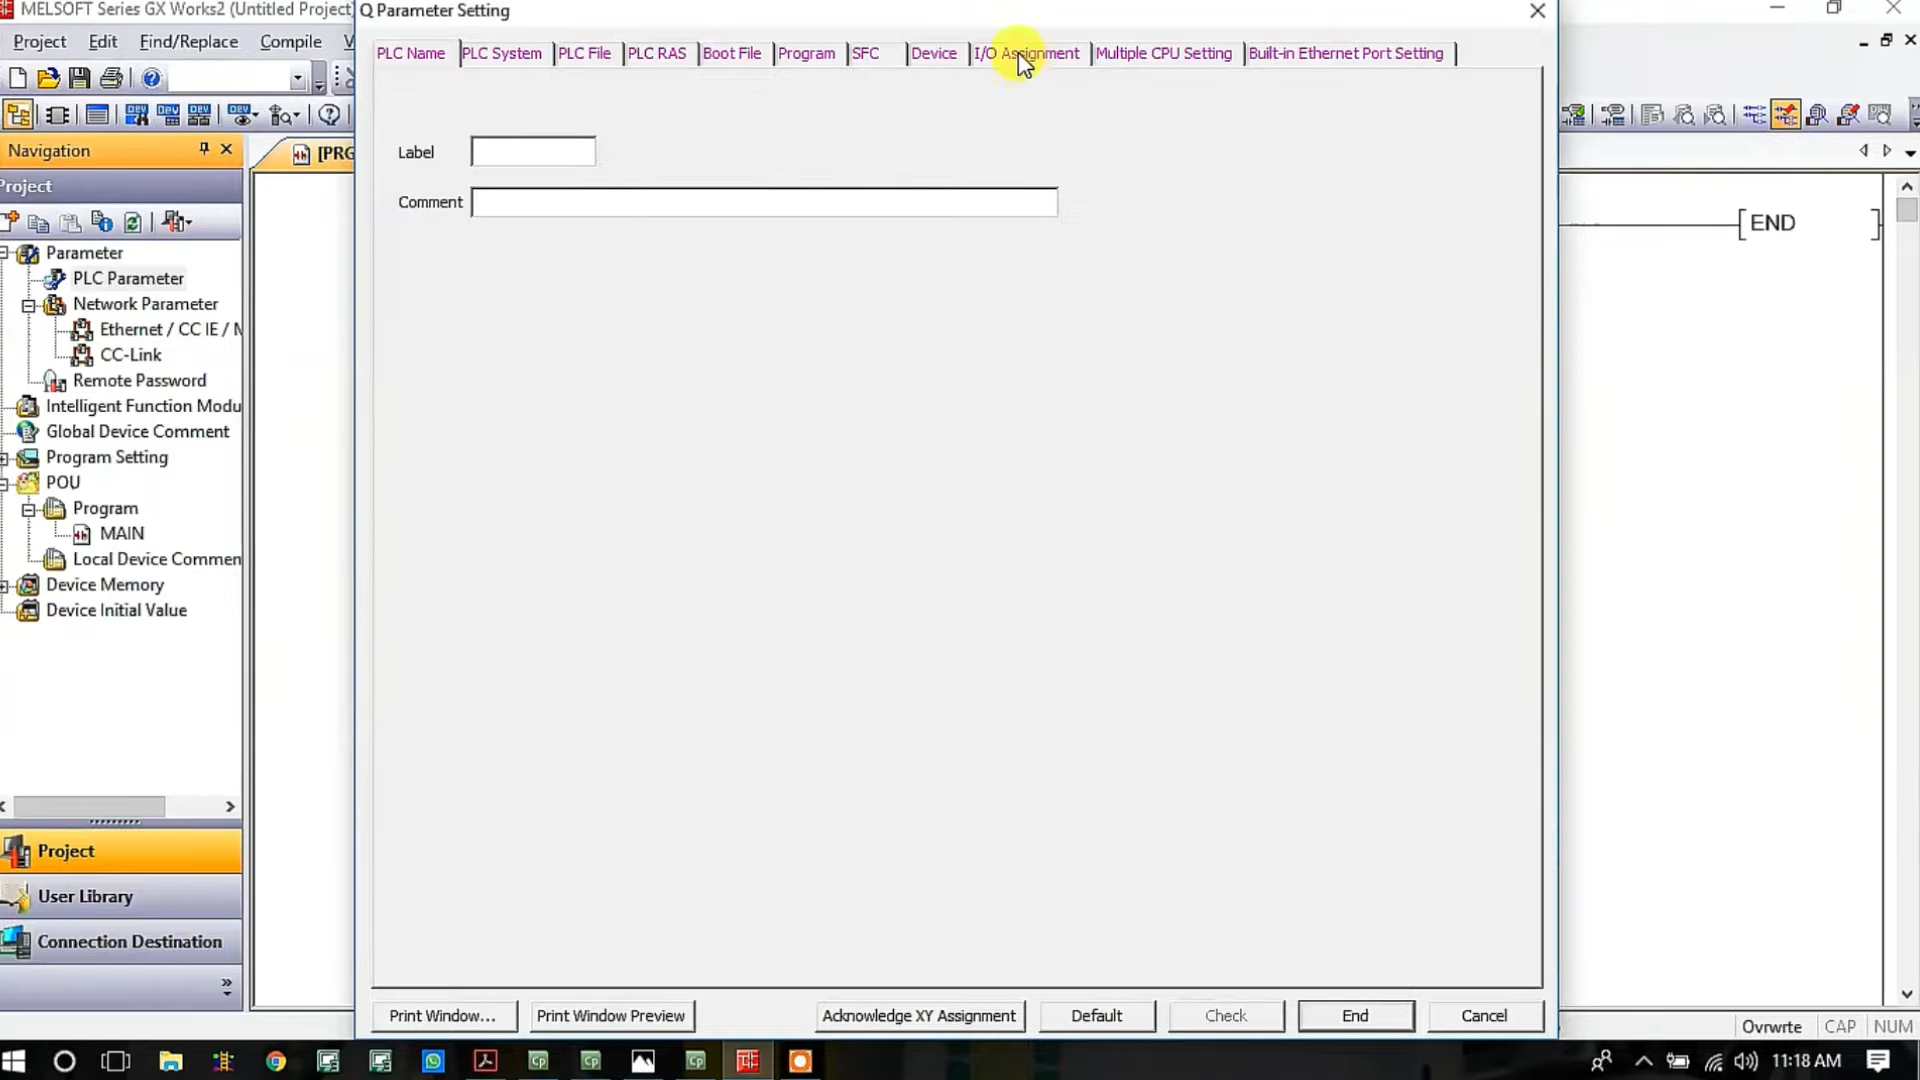 MELSOFT Series GX Works2 (Untitled Project)
Q Parameter Setting
Project Edit Find/Replace Compile V
PLC Name PLC System PLC File PLC RAS Boot File Program SFC Device I/O Assignment Multiple CPU Setting Built-in Ethernet Port Setting
Navigation
[PRG
Project
Label
Comment
[END ]
Parameter
PLC Parameter
Network Parameter
Ethernet / CC IE / M
CC-Link
Remote Password
Intelligent Function Modu
Global Device Comment
Program Setting
POU
Program
MAIN
Local Device Commen
Device Memory
Device Initial Value
Project
User Library
Connection Destination
Print Window... Print Window Preview Acknowledge XY Assignment Default Check End Cancel
Ovrwrte CAP NUM
11:18 AM